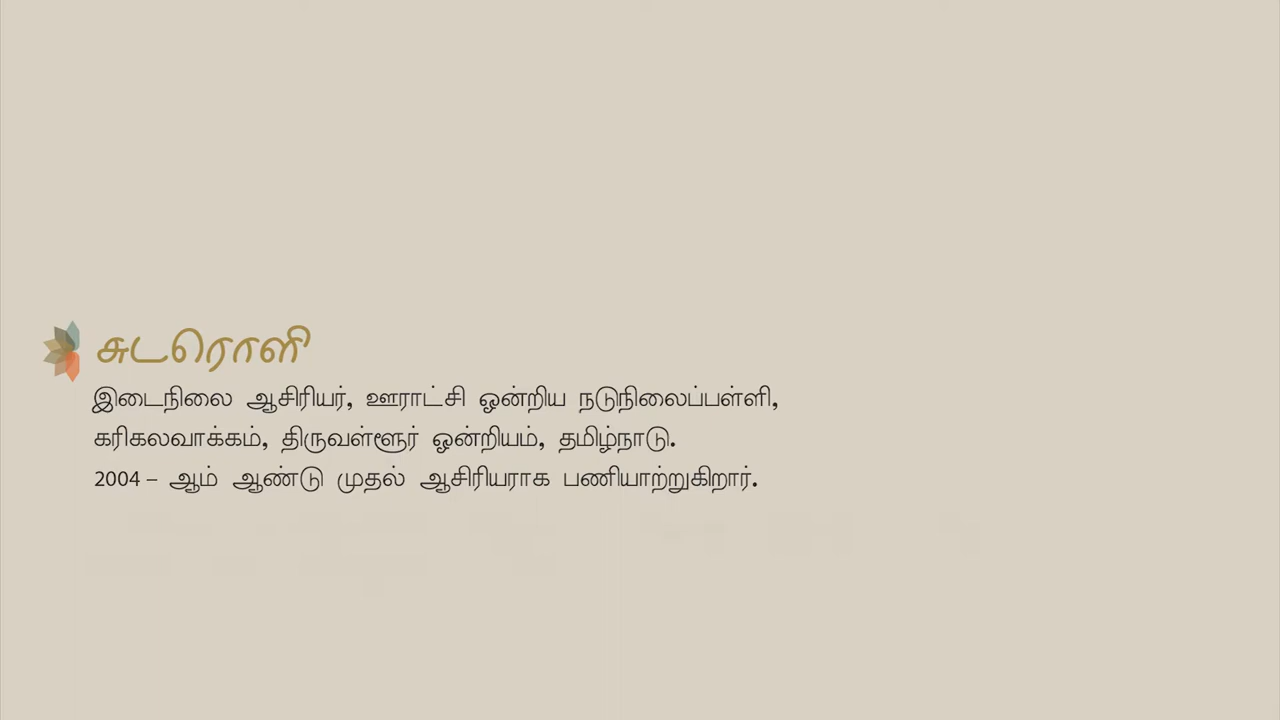 சுடரொளி
இடைநிலை ஆசிரியர், ஊராட்சி ஒன்றிய நடுநிலைப்பள்ளி,
கரிகலவாக்கம், திருவள்ளூர் ஒன்றியம், தமிழ்நாடு.
2004 – ஆம் ஆண்டு முதல் ஆசிரியராக பணியாற்றுகிறார்.